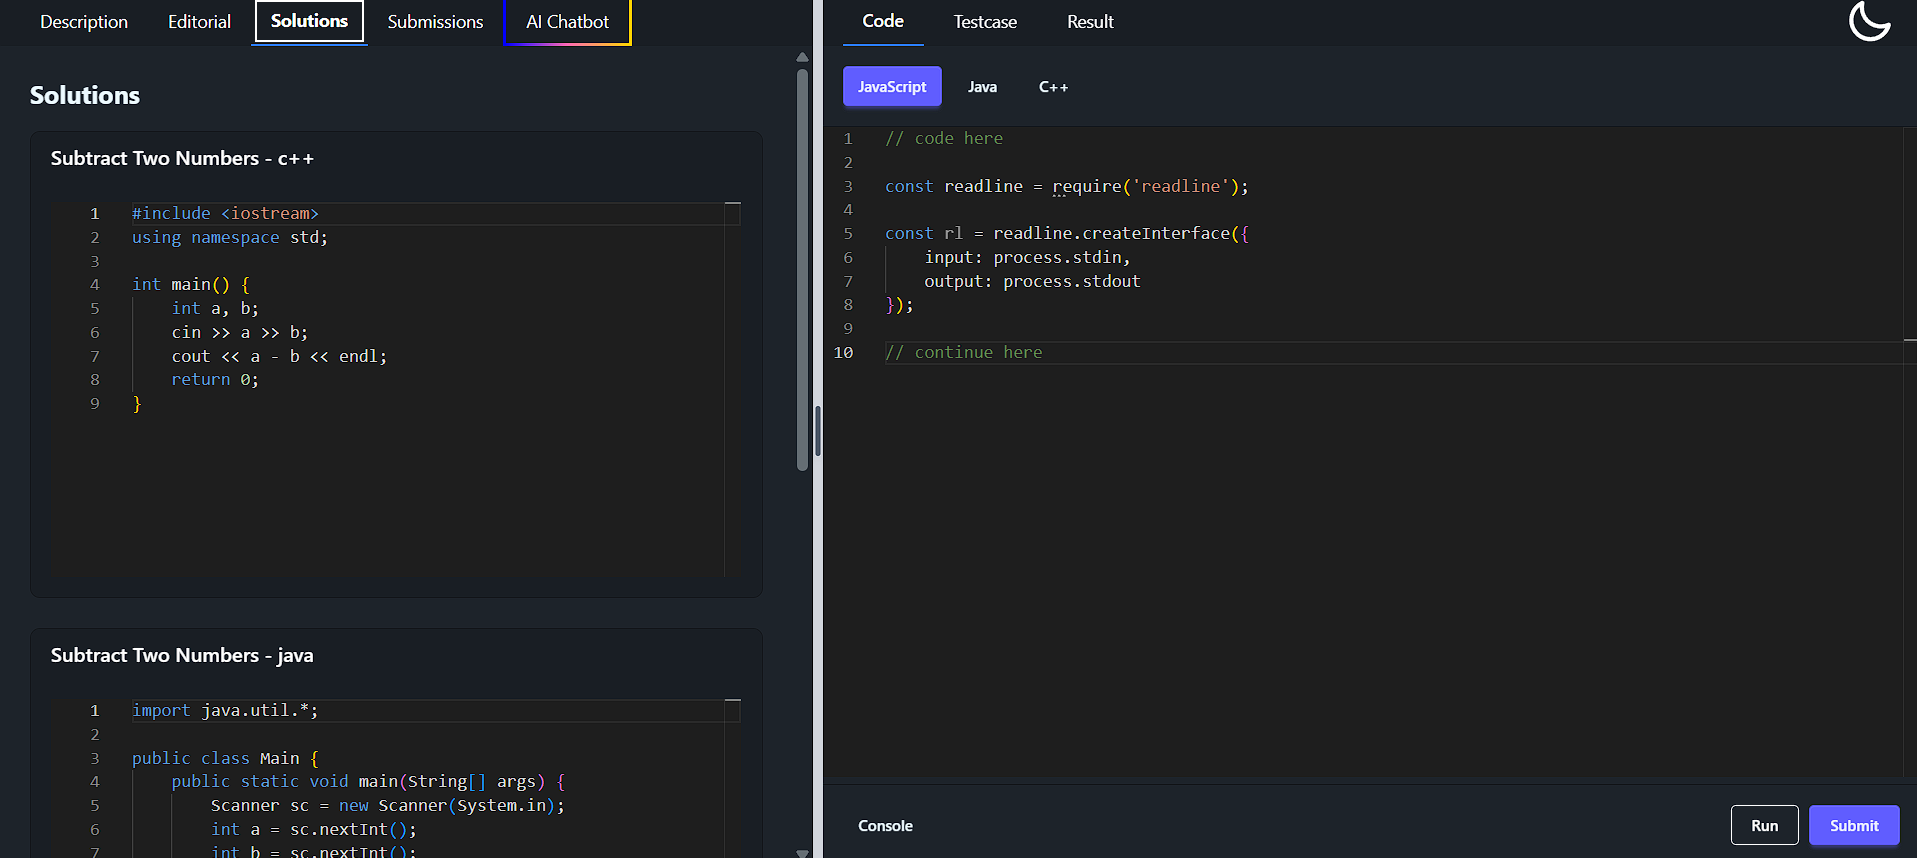 Description Editorial Solutions Submissions AI Chatbot
Solutions
Subtract Two Numbers - c++
1 #include <iostream>
2 using namespace std;
3
4 int main() {
5     int a, b;
6     cin >> a >> b;
7     cout << a - b << endl;
8     return 0;
9 }
Subtract Two Numbers - java
1 import java.util.*;
2
3 public class Main {
4     public static void main(String[] args) {
5         Scanner sc = new Scanner(System.in);
6         int a = sc.nextInt();
7         int b = sc.nextInt();
Code Testcase Result
JavaScript Java C++
1 // code here
2
3 const readline = require('readline');
4
5 const rl = readline.createInterface({
6     input: process.stdin,
7     output: process.stdout
8 });
9
10 // continue here
Console Run Submit